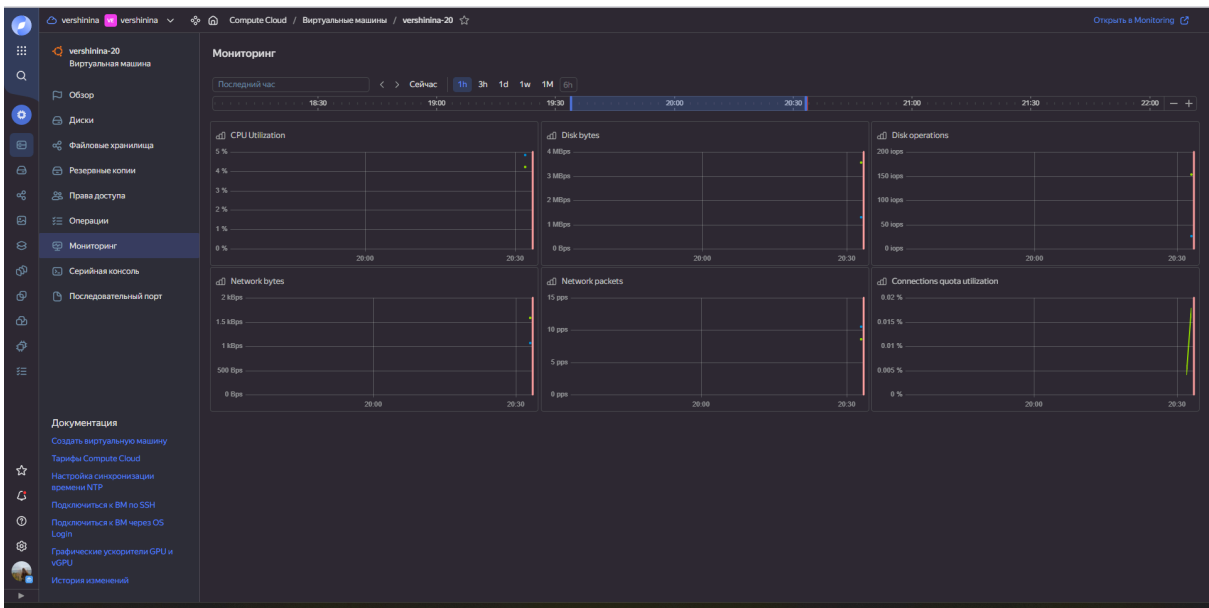 vershinina VE vershinina Compute Cloud / Виртуальные машины / vershinina-20 Открыть в Monitoring
vershinina-20
Виртуальная машина
Обзор
Диски
Файловые хранилища
Резервные копии
Права доступа
Операции
Мониторинг
Серийная консоль
Последовательный порт
Документация
Создать виртуальную машину
Тарифы Compute Cloud
Настройка синхронизации
времени NTP
Подключиться к ВМ по SSH
Подключиться к ВМ через OS
Login
Графические ускорители GPU и
vGPU
История изменений
Мониторинг
Последний час < > Сейчас 1h 3h 1d 1w 1M 6h
18:30 19:00 19:30 20:00 20:30 21:00 21:30 22:00 — +
CPU Utilization
5 %
4 %
3 %
2 %
1 %
0 %
20:00 20:30
Disk bytes
4 MBps
3 MBps
2 MBps
1 MBps
0 Bps
20:00 20:30
Disk operations
200 iops
150 iops
100 iops
50 iops
0 iops
20:00 20:30
Network bytes
2 kBps
1.5 kBps
1 kBps
500 Bps
0 Bps
20:00 20:30
Network packets
15 pps
10 pps
5 pps
0 pps
20:00 20:30
Connections quota utilization
0.02 %
0.015 %
0.01 %
0.005 %
0 %
20:00 20:30